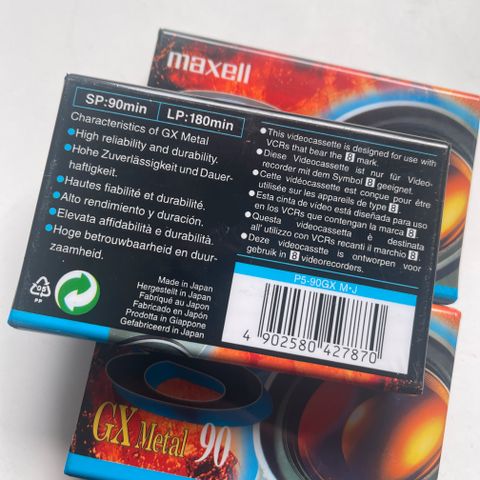 maxell
SP:90min LP:180min
Characteristics of GX Metal
•High reliability and durability.
•Hohe Zuverlässigkeit und Dauer-
haftigkeit.
•Hautes fiabilité et durabilité.
•Alto rendimiento y duración.
•Elevata affidabilità e durabilità.
•Hoge betrouwbaarheid en duur-
zaamheid.
•This videocassette is designed for use with
VCRs that bear the 8 mark.
•Diese Videocassette ist nur für Video-
recorder mit dem Symbol 8 geeignet.
•Cette vidéocassette est conçue pour être
utilisée sur les appareils de type 8.
•Esta cinta de video está diseñada para uso
en los VCRs que contengan la marca 8.
•Questa videocassetta è destinata
all' utilizzo con VCRs recanti il marchio 8.
•Deze videocassette is ontworpen voor
gebruik in 8 videorecorders.
Made in Japan
Hergestellt in Japan
Fabriqué au Japon
Fabricado en Japón
Prodotta in Giappone
Gefabriceerd in Japan
PP
P5-90GX M·J
4 902580 427870
GX Metal 90